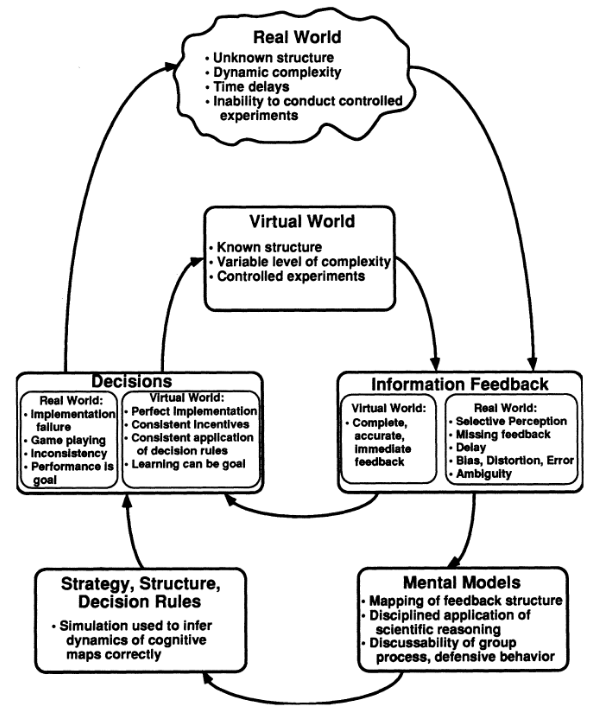 Real World
• Unknown structure
• Dynamic complexity
• Time delays
• Inability to conduct controlled
experiments
Virtual World
• Known structure
• Variable level of complexity
• Controlled experiments
Decisions
Real World:
• Implementation
failure
• Game playing
• Inconsistency
• Performance is
goal
Virtual World:
• Perfect Implementation
• Consistent Incentives
• Consistent application
of decision rules
• Learning can be goal
Information Feedback
Virtual World:
• Complete,
accurate,
immediate
feedback
Real World:
• Selective Perception
• Missing feedback
• Delay
• Bias, Distortion, Error
• Ambiguity
Strategy, Structure,
Decision Rules
• Simulation used to infer
dynamics of cognitive
maps correctly
Mental Models
• Mapping of feedback structure
• Disciplined application of
scientific reasoning
• Discussability of group
process, defensive behavior